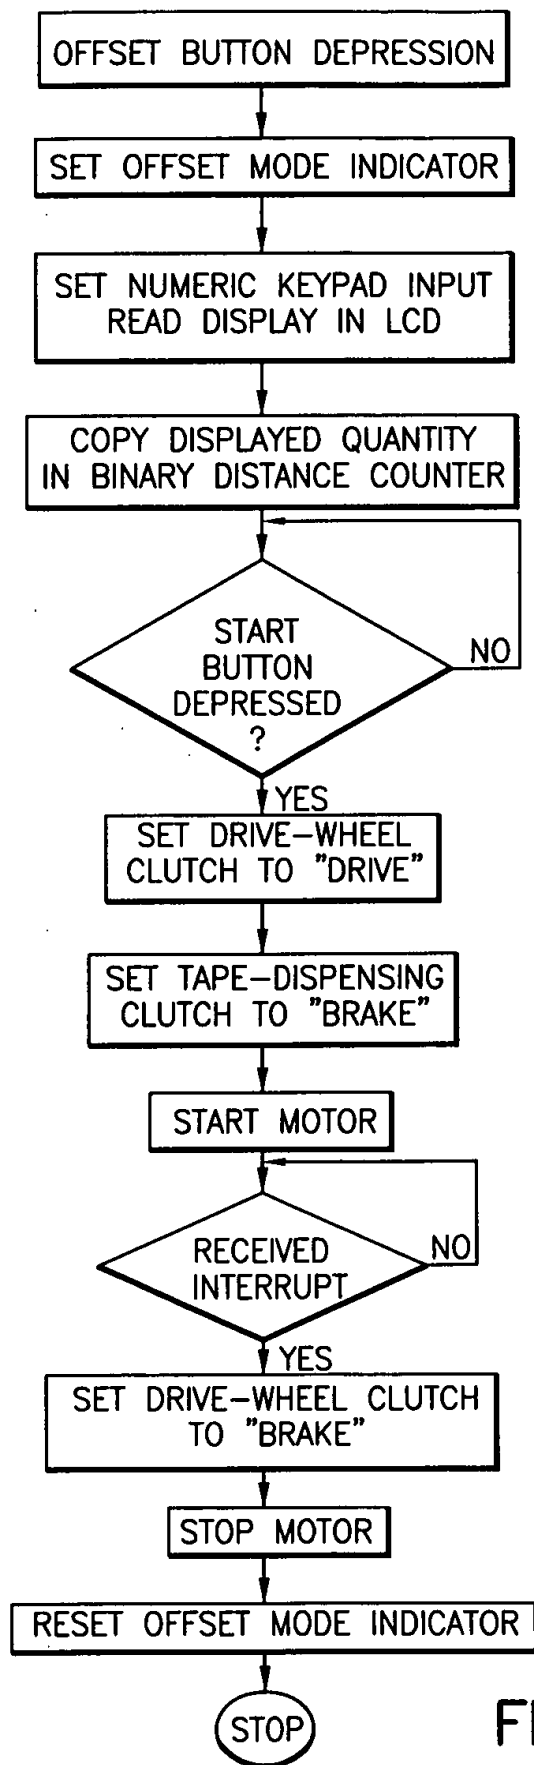 OFFSET BUTTON DEPRESSION
SET OFFSET MODE INDICATOR
SET NUMERIC KEYPAD INPUT
READ DISPLAY IN LCD
COPY DISPLAYED QUANTITY
IN BINARY DISTANCE COUNTER
START
BUTTON
DEPRESSED
?
NO
YES
SET DRIVE-WHEEL
CLUTCH TO "DRIVE"
SET TAPE-DISPENSING
CLUTCH TO "BRAKE"
START MOTOR
RECEIVED
INTERRUPT
NO
YES
SET DRIVE-WHEEL CLUTCH
TO "BRAKE"
STOP MOTOR
RESET OFFSET MODE INDICATOR
STOP